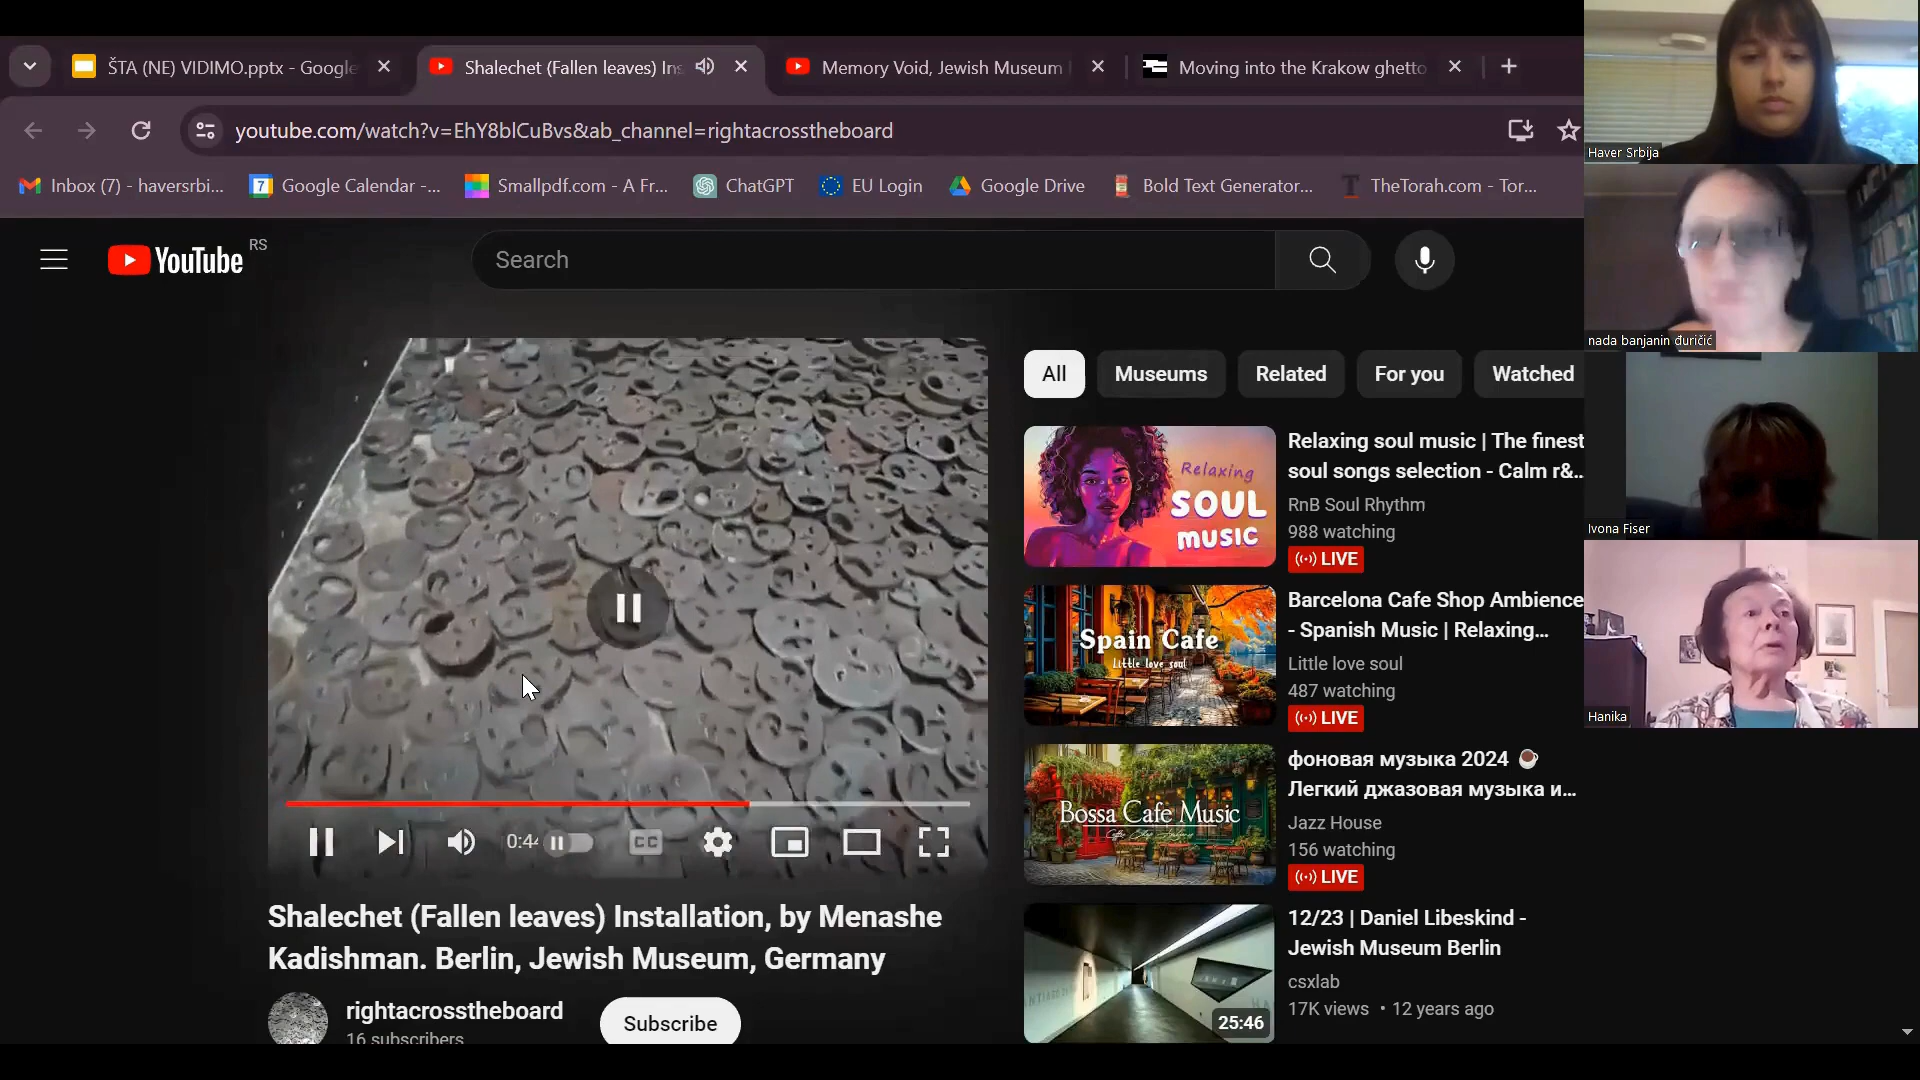 ŠTA (NE) VIDIMO.pptx - Google
Shalechet (Fallen leaves) Ins
Memory Void, Jewish Museum
Moving into the Krakow ghetto
youtube.com/watch?v=EhY8blCuBvs&ab_channel=rightacrosstheboard
Inbox (7) - haversrbi...
7
Google Calendar -...
Smallpdf.com - A Fr...
ChatGPT
EU Login
Google Drive
Bold Text Generator...
T
TheTorah.com - Tor...
YouTube RS
Search
All
Museums
Related
For you
Watched
Relaxing
SOUL
MUSIC
Relaxing soul music | The finest
soul songs selection - Calm r&...
RnB Soul Rhythm
988 watching
LIVE
Spain Cafe
Little love soul
Barcelona Cafe Shop Ambience
- Spanish Music | Relaxing...
Little love soul
487 watching
LIVE
Bossa Cafe Music
фоновая музыка 2024
Легкий джазовая музыка и...
Jazz House
156 watching
LIVE
25:46
12/23 | Daniel Libeskind -
Jewish Museum Berlin
csxlab
17K views • 12 years ago
0:44
CC
Shalechet (Fallen leaves) Installation, by Menashe
Kadishman. Berlin, Jewish Museum, Germany
rightacrosstheboard
16 subscribers
Subscribe
Haver Srbija
nada banjanin đuričić
Ivona Fiser
Hanika